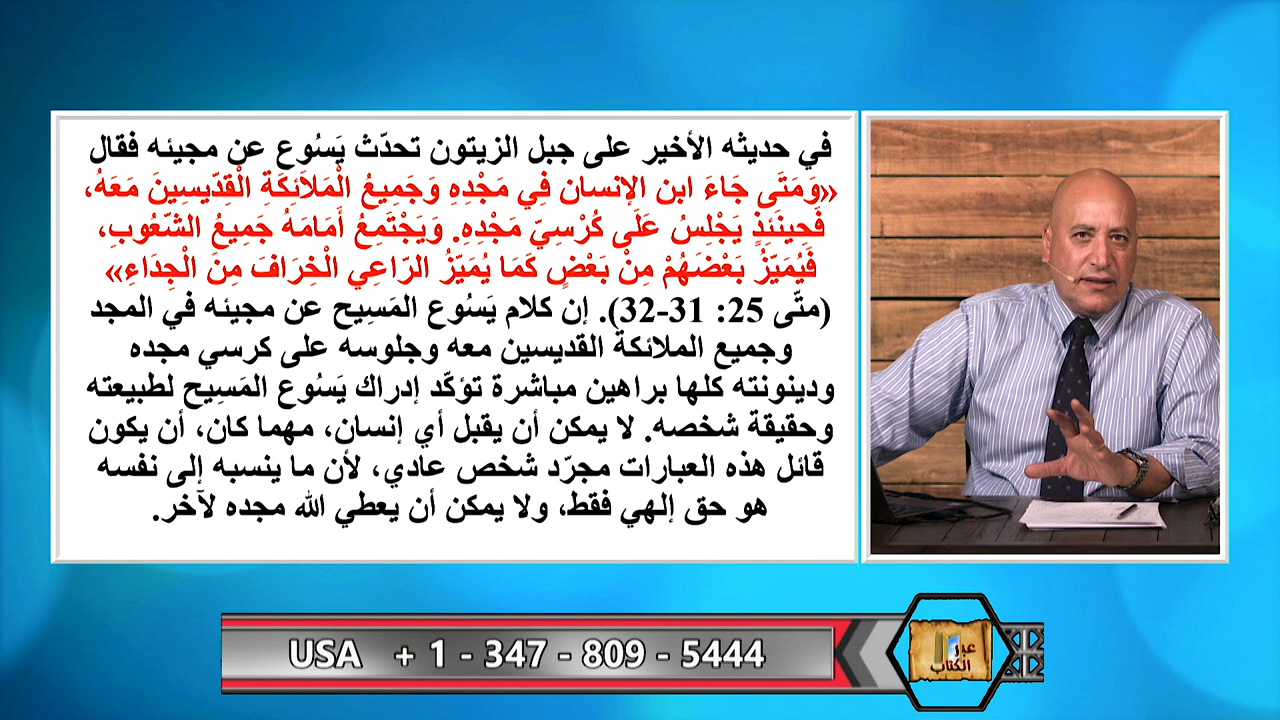 في حديثه الأخير على جبل الزيتون تحدّث يَسُوع عن مجيئه فقال
«وَمَتَى جَاءَ ابن الإنسان فِي مَجْدِهِ وَجَمِيعُ الْمَلاَئِكَة الْقِدّيسِينَ مَعَهُ،
فَحِينَئِذٍ يَجْلِسُ عَلَى كُرْسِيّ مَجْدِهِ. وَيَجْتَمِعُ أَمَامَهُ جَمِيعُ الشّعُوبِ،
فَيُمَيّزُ بَعْضَهُمْ مِنْ بَعْضٍ كَمَا يُمَيّزُ الرّاعِي الْخِرَافَ مِنَ الْجِدَاءِ»
(متّى 25: 31-32). إن كلام يَسُوع المَسِيح عن مجيئه في المجد
وجميع الملائكة القديسين معه وجلوسه على كرسي مجده
ودينونته كلها براهين مباشرة تؤكّد إدراك يَسُوع المَسِيح لطبيعته
وحقيقة شخصه. لا يمكن أن يقبل أي إنسان، مهما كان، أن يكون
قائل هذه العبارات مجرّد شخص عادي، لأن ما ينسبه إلى نفسه
هو حق إلهي فقط، ولا يمكن أن يعطي الله مجده لآخر.
USA + 1 - 347 - 809 - 5444
عبر
الكتاب